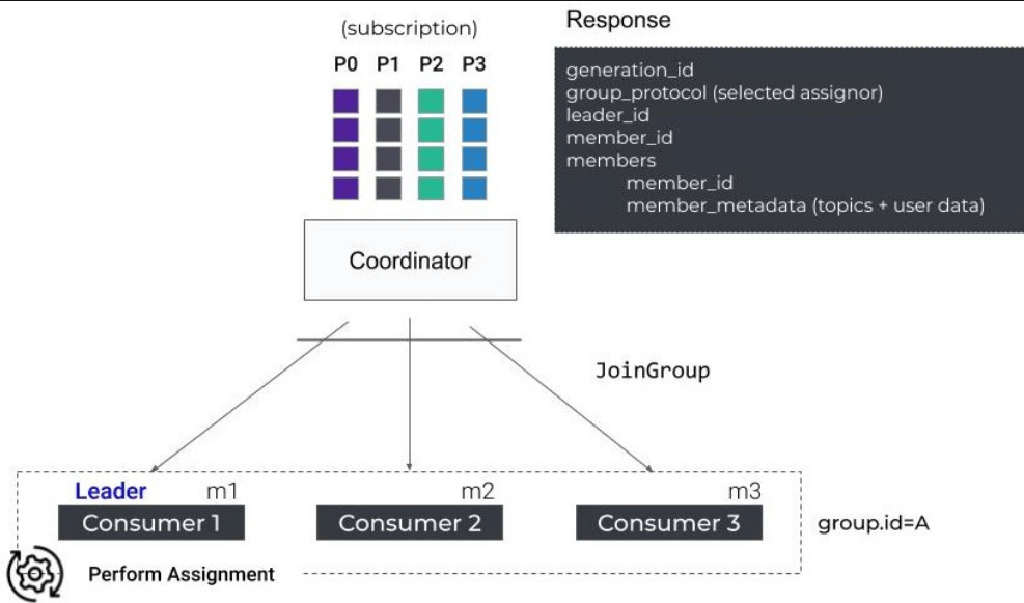 (subscription)
P0 P1 P2 P3
Coordinator
Response
generation_id
group_protocol (selected assignor)
leader_id
member_id
members
member_id
member_metadata (topics + user data)
JoinGroup
Leader m1
Consumer 1
m2
Consumer 2
m3
Consumer 3
group.id=A
Perform Assignment